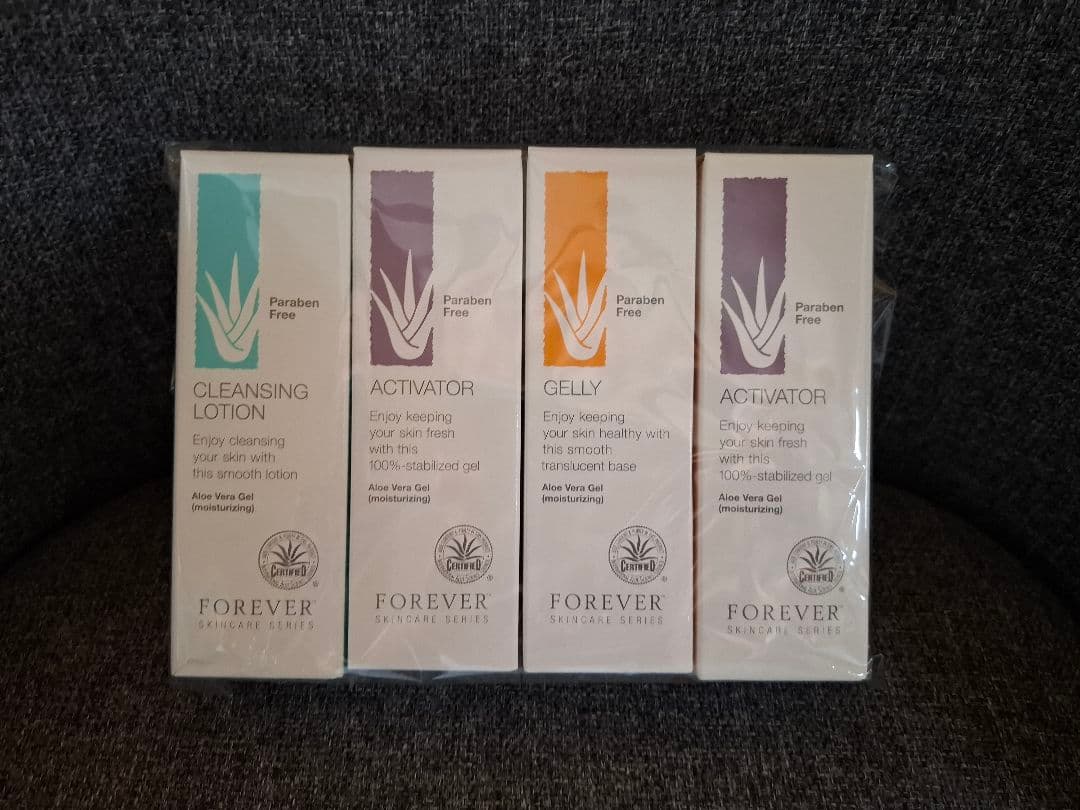 Paraben
Free
CLEANSING
LOTION
Enjoy cleansing
your skin with
this smooth lotion
Aloe Vera Gel
(moisturizing)
CERTIFIED
®
FOREVER™
SKINCARE SERIES
Paraben
Free
ACTIVATOR
Enjoy keeping
your skin fresh
with this
100%-stabilized gel
Aloe Vera Gel
(moisturizing)
CERTIFIED
®
FOREVER™
SKINCARE SERIES
Paraben
Free
GELLY
Enjoy keeping
your skin healthy with
this smooth
translucent base
Aloe Vera Gel
(moisturizing)
CERTIFIED
®
FOREVER™
SKINCARE SERIES
Paraben
Free
ACTIVATOR
Enjoy keeping
your skin fresh
with this
100%-stabilized gel
Aloe Vera Gel
(moisturizing)
CERTIFIED
®
FOREVER™
SKINCARE SERIES